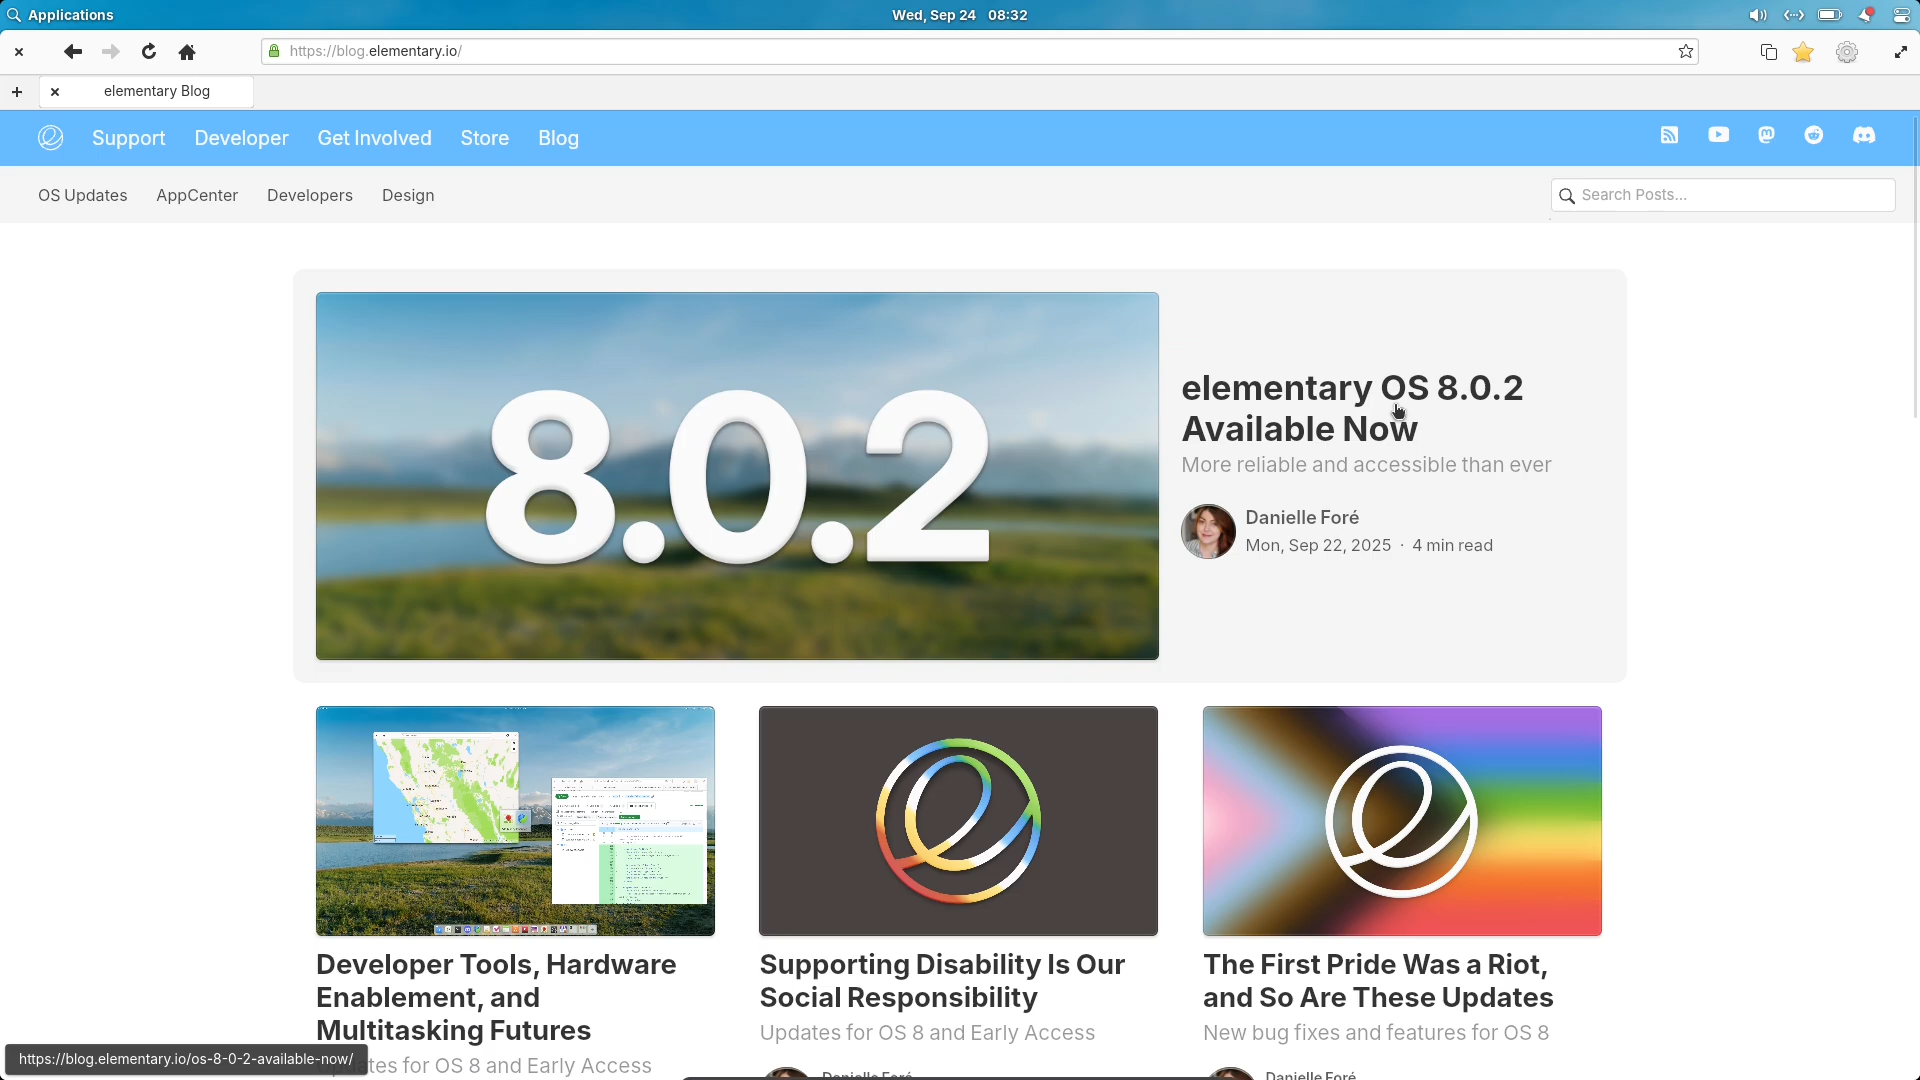 Applications
Wed, Sep 24 08:32
https://blog.elementary.io/
elementary Blog
Support Developer Get Involved Store Blog
OS Updates AppCenter Developers Design
Search Posts...
8.0.2
elementary OS 8.0.2
Available Now
More reliable and accessible than ever
Danielle Foré
Mon, Sep 22, 2025 · 4 min read
Developer Tools, Hardware
Enablement, and
Multitasking Futures
Updates for OS 8 and Early Access
Supporting Disability Is Our
Social Responsibility
Updates for OS 8 and Early Access
Danielle Foré
The First Pride Was a Riot,
and So Are These Updates
New bug fixes and features for OS 8
Danielle Foré
https://blog.elementary.io/os-8-0-2-available-now/